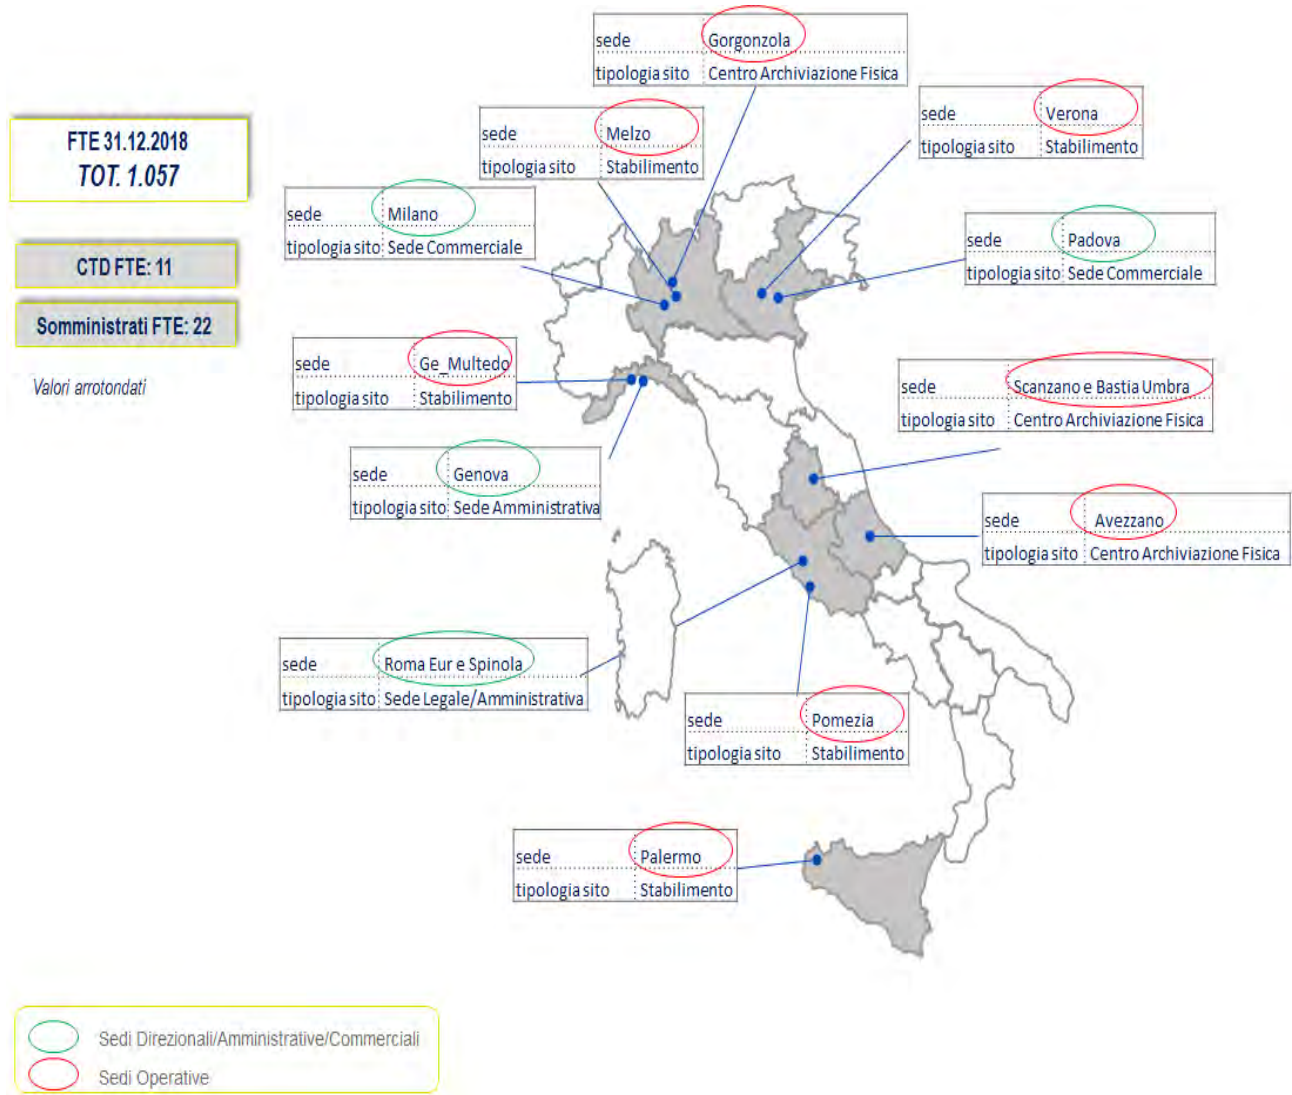 sede Gorgonzola
tipologia sito Centro Archiviazione Fisica
sede Verona
tipologia sito Stabilimento
sede Melzo
tipologia sito Stabilimento
FTE 31.12.2018
TOT. 1.057
sede Milano
tipologia sito Sede Commerciale
sede Padova
tipologia sito Sede Commerciale
CTD FTE: 11
Somministrati FTE: 22
Valori arrotondati
sede Ge_Multedo
tipologia sito Stabilimento
sede Scanzano e Bastia Umbra
tipologia sito Centro Archiviazione Fisica
sede Genova
tipologia sito Sede Amministrativa
sede Avezzano
tipologia sito Centro Archiviazione Fisica
sede Roma Eur e Spinola
tipologia sito Sede Legale/Amministrativa
sede Pomezia
tipologia sito Stabilimento
sede Palermo
tipologia sito Stabilimento
Sedi Direzionali/Amministrative/Commerciali
Sedi Operative